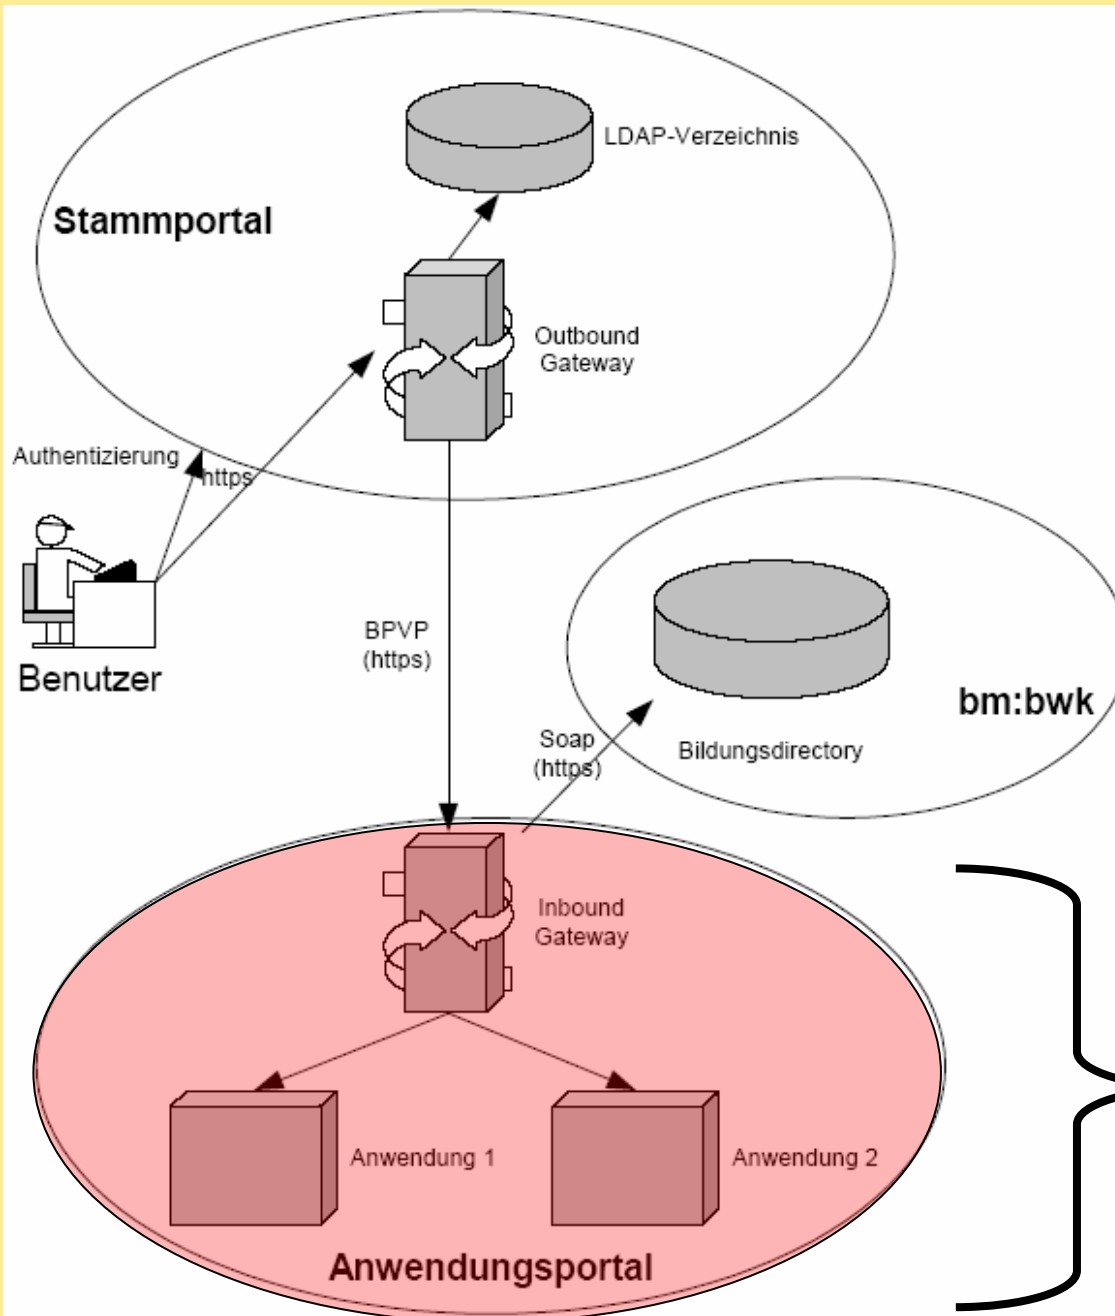 LDAP-Verzeichnis
Stammportal
Outbound
Gateway
Authentizierung
https
Benutzer
BPVP
(https)
bm:bwk
Soap
(https)
Bildungsdirectory
Inbound
Gateway
Anwendung 1
Anwendung 2
Anwendungsportal